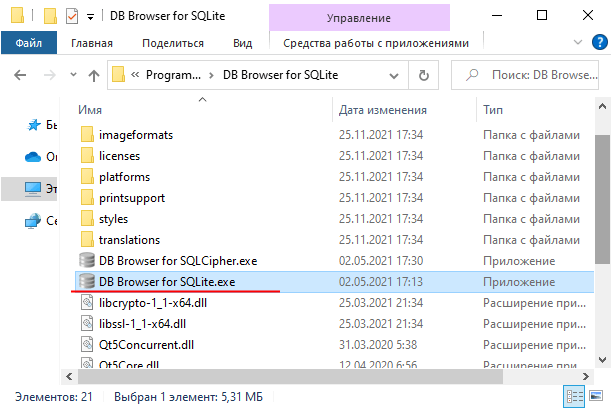 DB Browser for SQLite
Управление
Файл Главная Средства работы с приложениями
« Program... > DB Browser for SQLite
Поиск: DB Browse...
Имя Дата изменения Тип
imageformats 25.11.2021 17:34 Папка с файлами
licenses 25.11.2021 17:34 Папка с файлами
platforms 25.11.2021 17:34 Папка с файлами
printsupport 25.11.2021 17:34 Папка с файлами
styles 25.11.2021 17:34 Папка с файлами
translations 25.11.2021 17:34 Папка с файлами
DB Browser for SQLCipher.exe 02.05.2021 17:30 Приложение
DB Browser for SQLite.exe 02.05.2021 17:13 Приложение
libcrypto-1_1-x64.dll 25.03.2021 21:34 Расширение при...
libssl-1_1-x64.dll 25.03.2021 21:34 Расширение при...
Qt5Concurrent.dll 31.03.2020 5:38 Расширение при...
Qt5Core.dll 12.04.2020 6:56 Расширение при...
Бы
On
Эт
Се
Элементов: 21 Выбран 1 элемент: 5,31 МБ